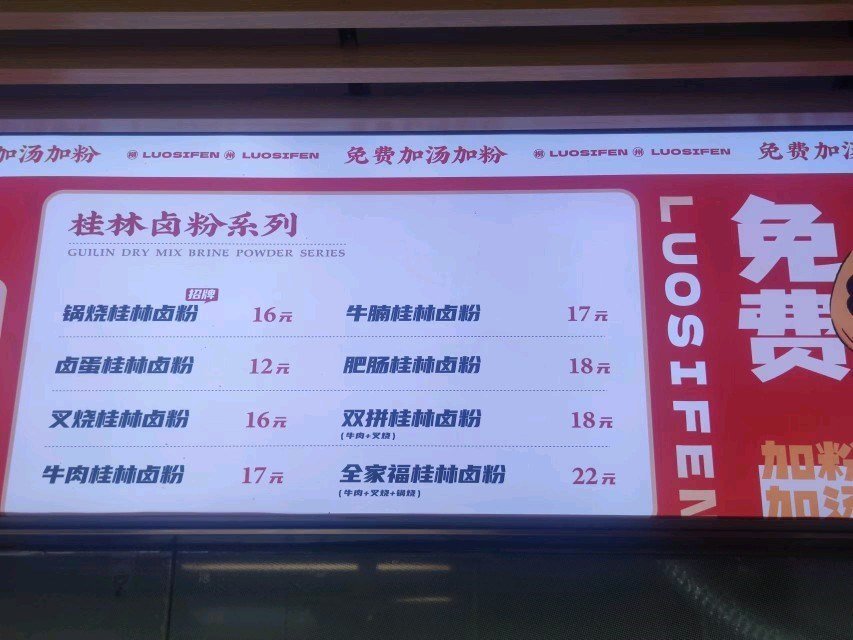 加汤加粉 LUOSIFEN LUOSIFEN 免费加汤加粉 LUOSIFEN LUOSIFEN 免费加汤
桂林卤粉系列
GUILIN DRY MIX BRINE POWDER SERIES
招牌
锅烧桂林卤粉 16元
卤蛋桂林卤粉 12元
叉烧桂林卤粉 16元
牛肉桂林卤粉 17元
牛腩桂林卤粉 17元
肥肠桂林卤粉 18元
双拼桂林卤粉 18元
(牛肉+叉烧)
全家福桂林卤粉 22元
(牛肉+叉烧+锅烧)
LUOSIFEN
免费
加粉
加汤